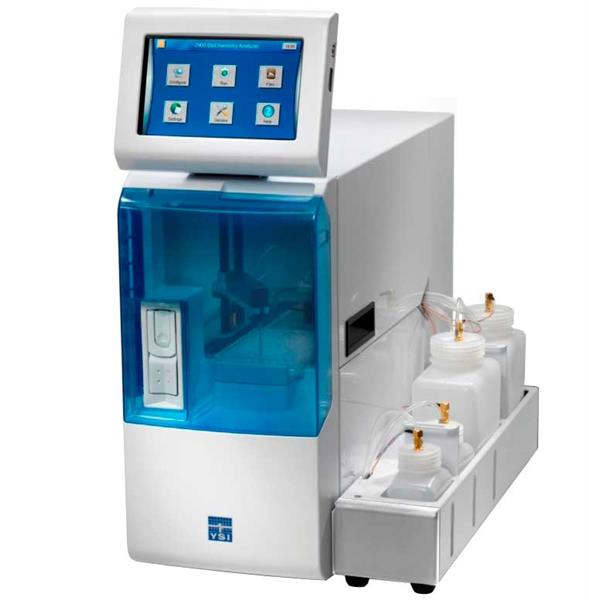 2900 BioChemistry Analyzer
Configure
Run
Files
Settings
Service
Help
YSI